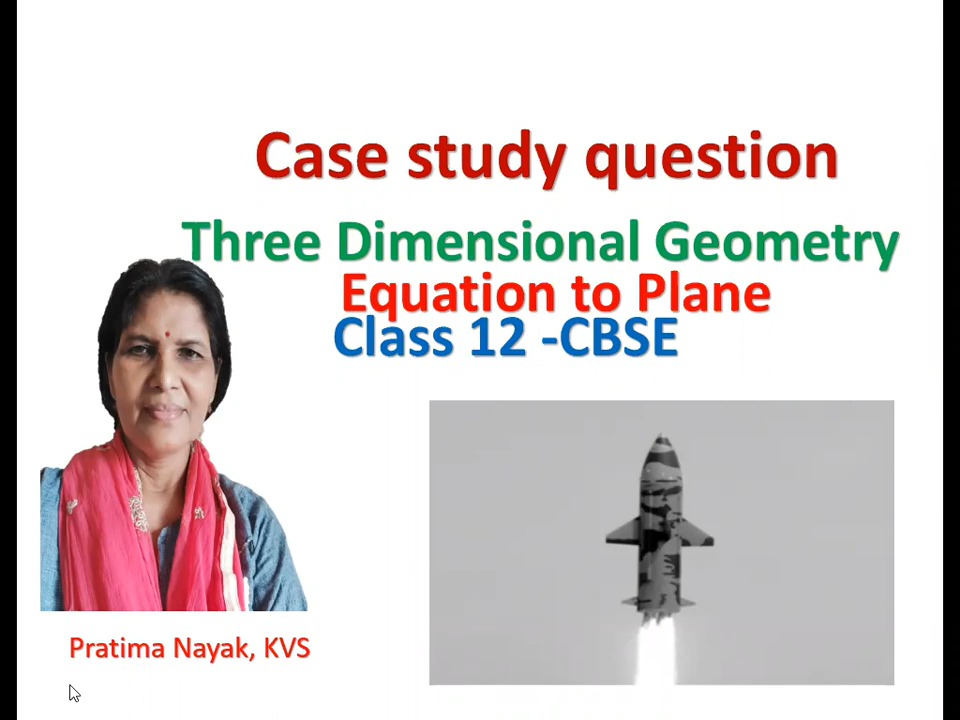 Case study question
Three Dimensional Geometry
Equation to Plane
Class 12 -CBSE
Pratima Nayak, KVS